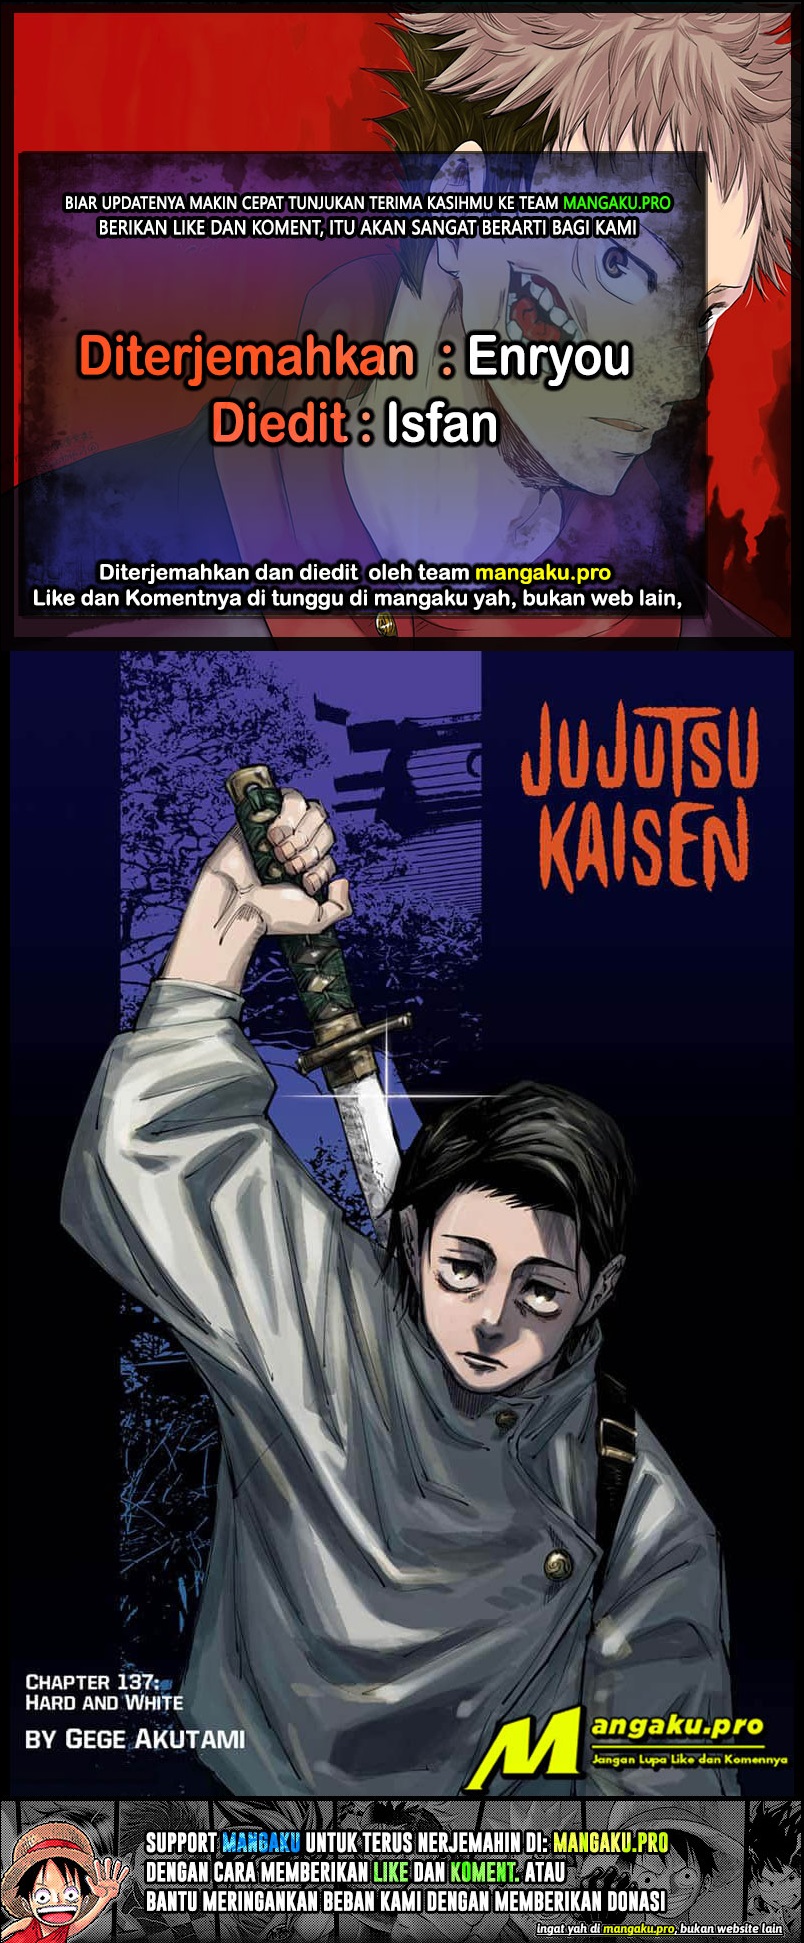 BIAR UPDATENYA MAKIN CEPAT TUNJUKAN TERIMA KASIHMU KE TEAM MANGAKU.PRO
BERIKAN LIKE DAN KOMENT, ITU AKAN SANGAT BERARTI BAGI KAMI
Diterjemahkan : Enryou
Diedit : Isfan
Diterjemahkan dan diedit oleh team mangaku.pro
Like dan Komentnya di tunggu di mangaku yah, bukan web lain,
JUJUTSU
KAISEN
CHAPTER 137:
HARD AND WHITE
BY GEGE AKUTAMI
Mangaku.pro
Jangan Lupa Like dan Komennya
SUPPORT MANGAKU UNTUK TERUS NERJEMAHIN DI: MANGAKU.PRO
DENGAN CARA MEMBERIKAN LIKE DAN KOMENT. ATAU
BANTU MERINGANKAN BEBAN KAMI DENGAN MEMBERIKAN DONASI
ingat yah di mangaku.pro, bukan website lain